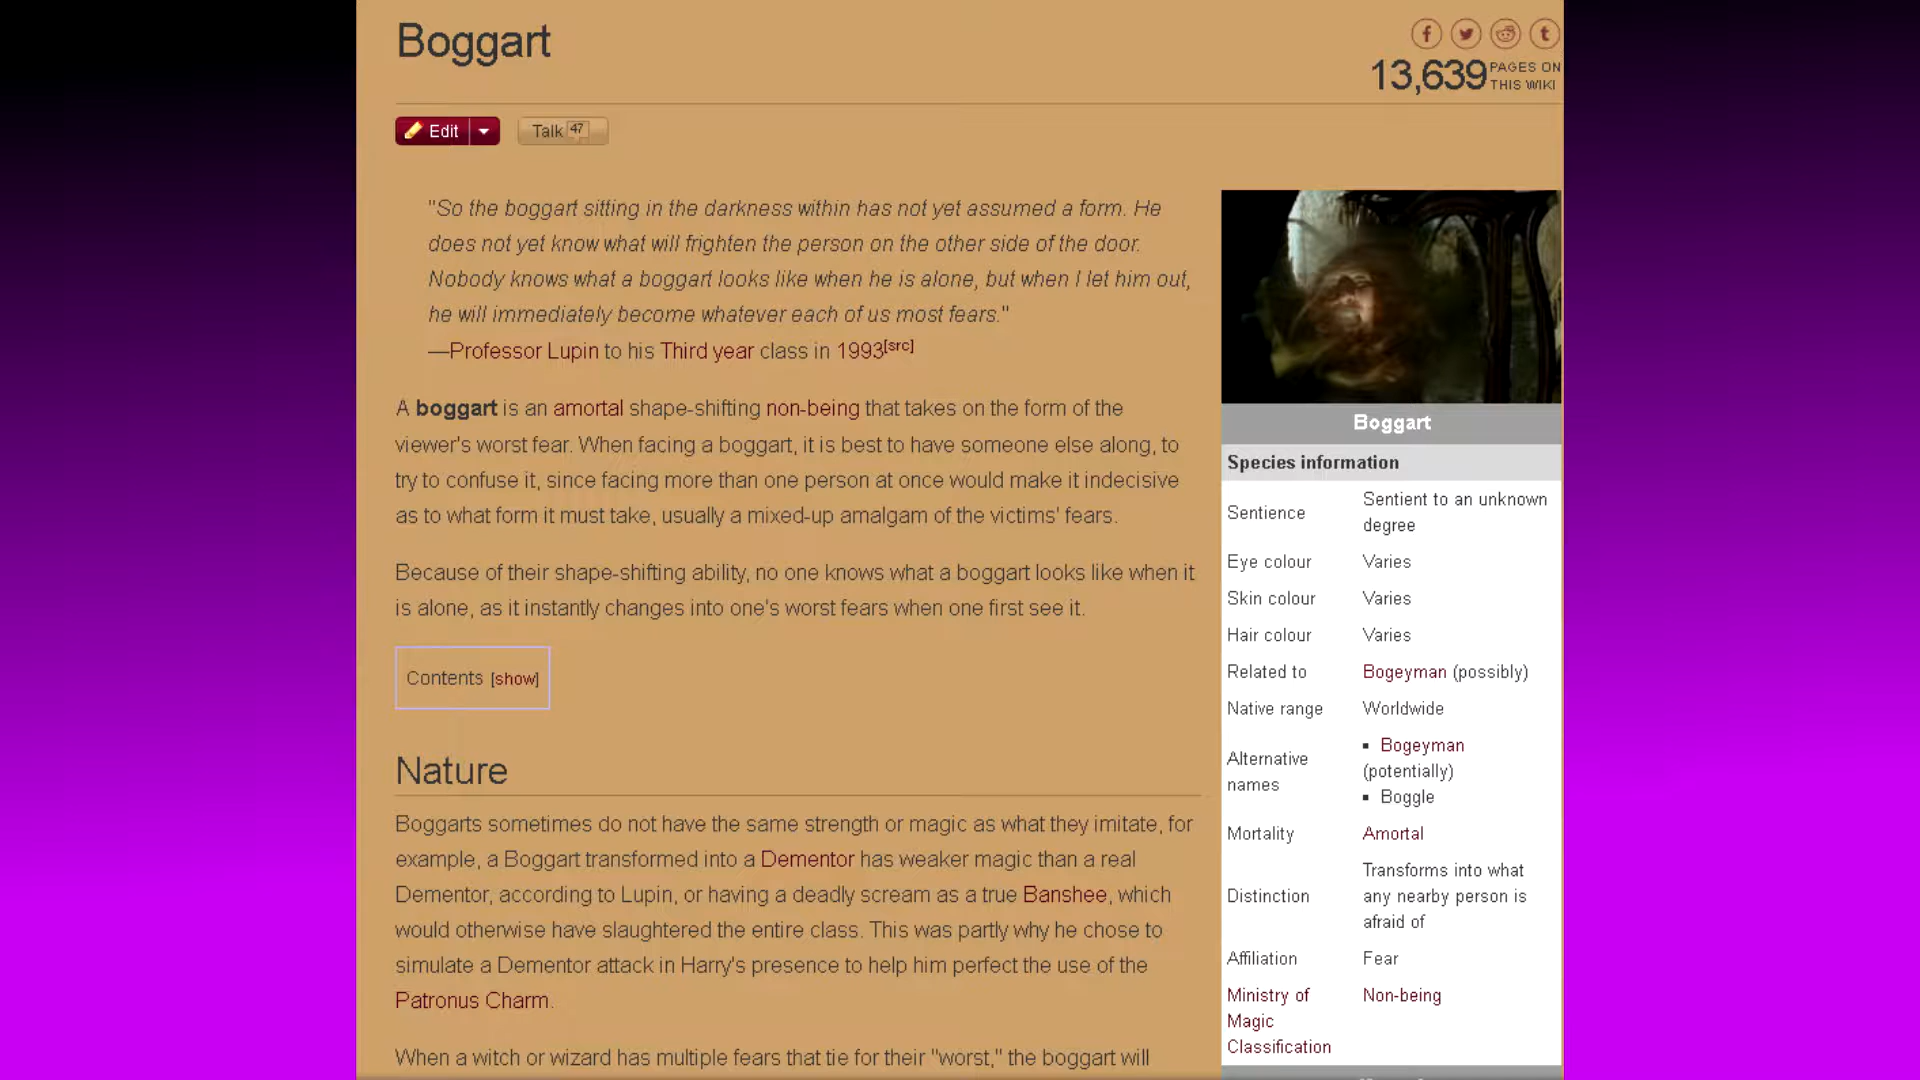 Boggart
13,639 PAGES ON
THIS WIKI
Edit
Talk 47
"So the boggart sitting in the darkness within has not yet assumed a form. He
does not yet know what will frighten the person on the other side of the door.
Nobody knows what a boggart looks like when he is alone, but when I let him out,
he will immediately become whatever each of us most fears."
—Professor Lupin to his Third year class in 1993[src]
A boggart is an amortal shape-shifting non-being that takes on the form of the
viewer's worst fear. When facing a boggart, it is best to have someone else along, to
try to confuse it, since facing more than one person at once would make it indecisive
as to what form it must take, usually a mixed-up amalgam of the victims' fears.
Because of their shape-shifting ability, no one knows what a boggart looks like when it
is alone, as it instantly changes into one's worst fears when one first see it.
Contents [show]
Nature
Boggarts sometimes do not have the same strength or magic as what they imitate, for
example, a Boggart transformed into a Dementor has weaker magic than a real
Dementor, according to Lupin, or having a deadly scream as a true Banshee, which
would otherwise have slaughtered the entire class. This was partly why he chose to
simulate a Dementor attack in Harry's presence to help him perfect the use of the
Patronus Charm.
When a witch or wizard has multiple fears that tie for their "worst," the boggart will
Boggart
Species information
Sentience Sentient to an unknown
degree
Eye colour Varies
Skin colour Varies
Hair colour Varies
Related to Bogeyman (possibly)
Native range Worldwide
Alternative
names
▪ Bogeyman
(potentially)
▪ Boggle
Mortality Amortal
Distinction Transforms into what
any nearby person is
afraid of
Affiliation Fear
Ministry of Non-being
Magic
Classification